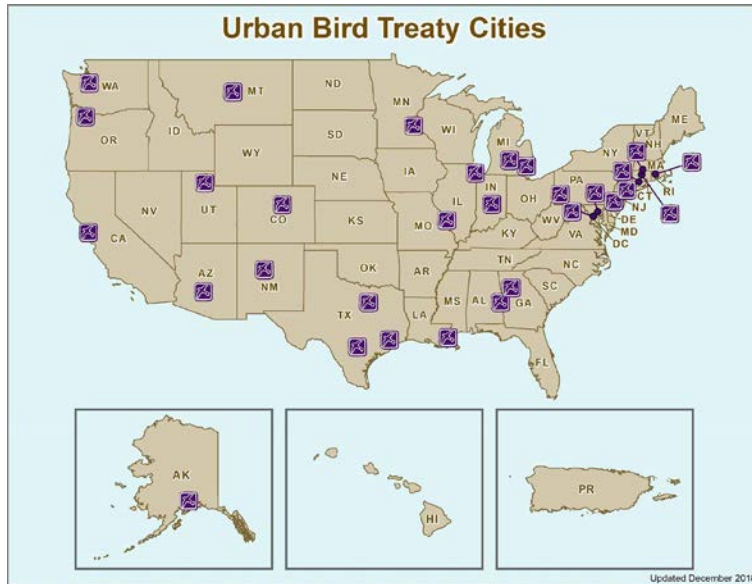 Urban Bird Treaty Cities
WA
MT
ND
MN
OR
ID
WY
SD
WI
MI
NY
VT
NH
ME
MA
RI
CT
NE
IA
PA
NJ
NV
UT
CO
KS
MO
IL
IN
OH
WV
VA
DE
MD
DC
CA
KY
AZ
NM
OK
AR
TN
NC
SC
TX
LA
MS
AL
GA
FL
AK
HI
PR